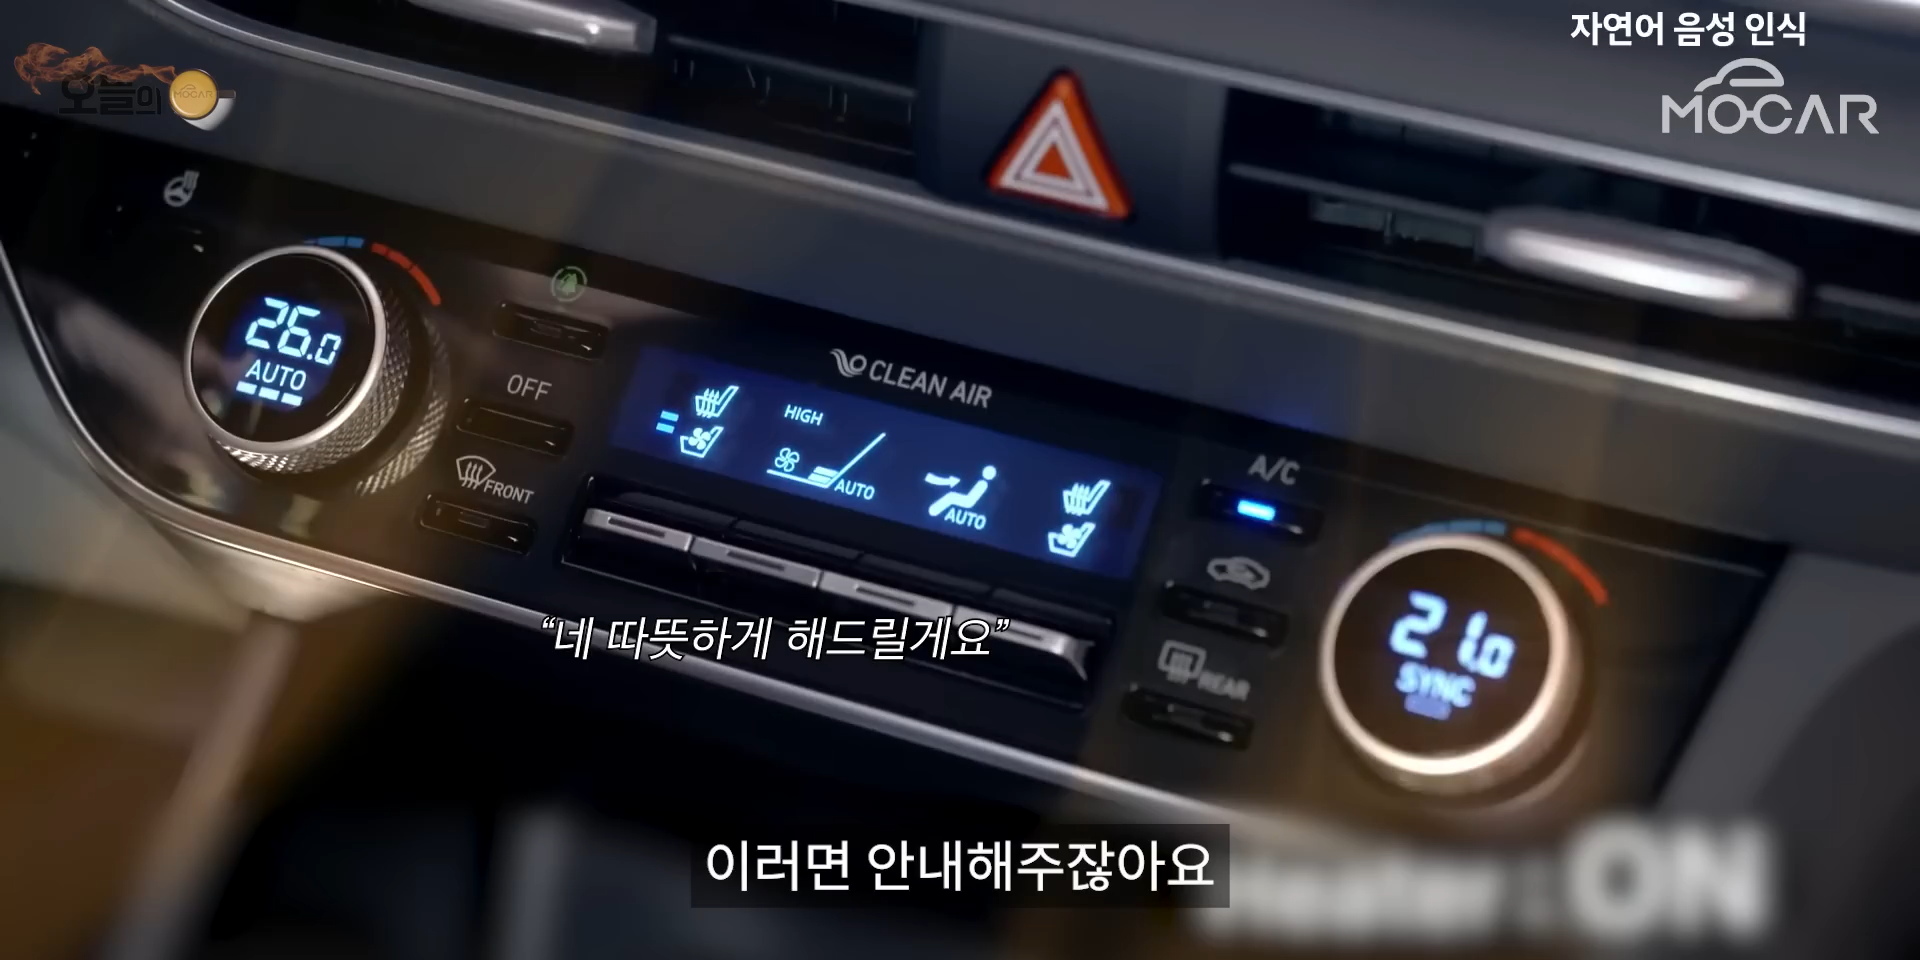 자연어 음성 인식
MOCAR
오늘의
MOCAR
26.0
AUTO
OFF
FRONT
CLEAN AIR
HIGH
AUTO
AUTO
A/C
REAR
21.0
SYNC
“네 따뜻하게 해드릴게요”
이러면 안내해주잖아요
Heater : ON